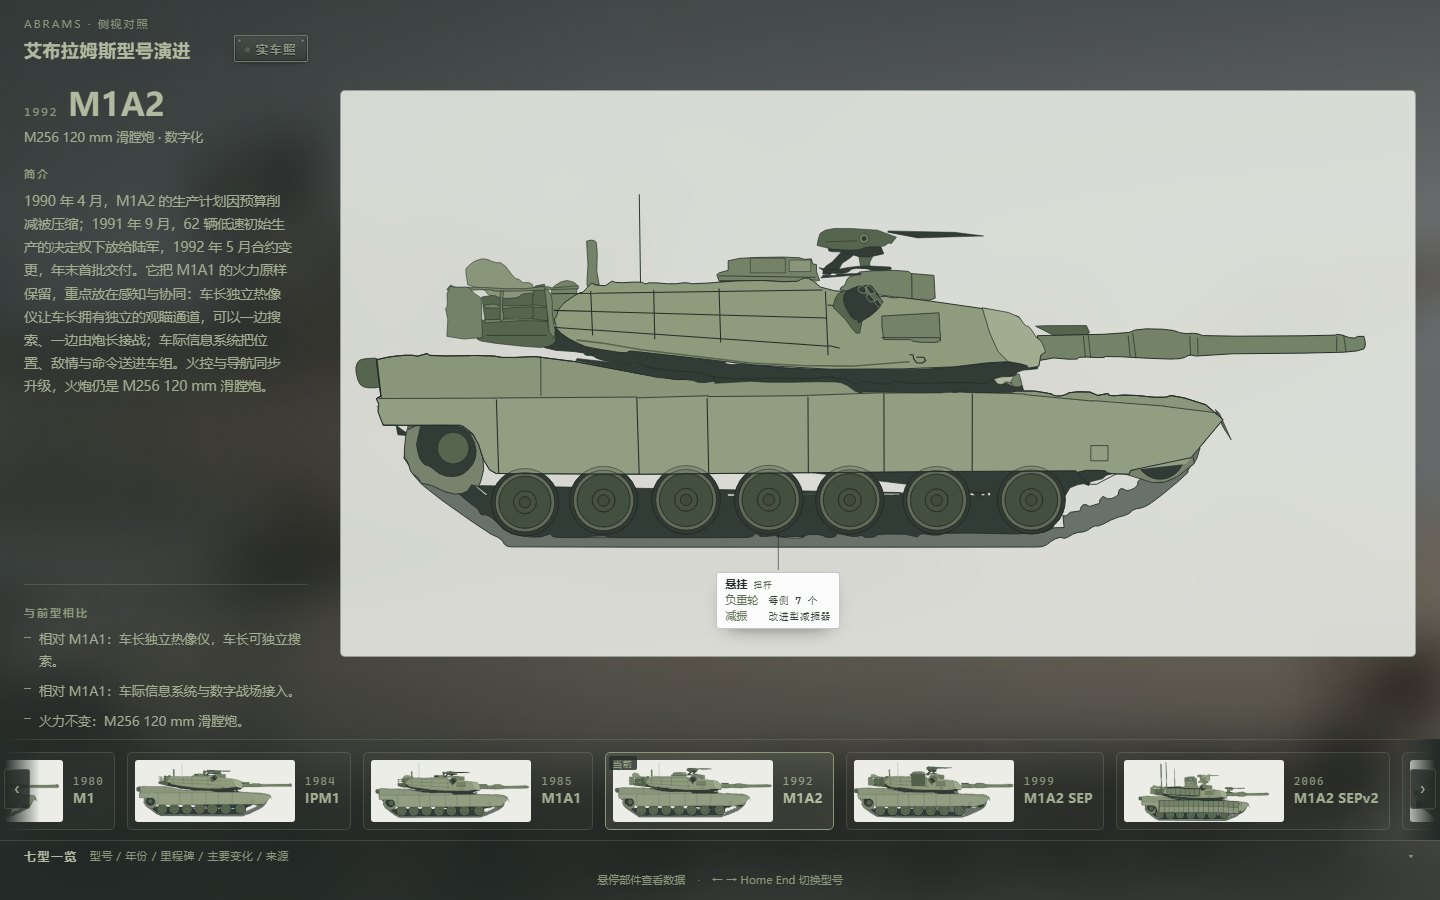 ABRAMS · 侧视对照
艾布拉姆斯型号演进
实车照
1992 M1A2
M256 120 mm 滑膛炮 · 数字化
简介
1990 年 4 月，M1A2 的生产计划因预算削
减被压缩；1991 年 9 月，62 辆低速初始生
产的决定权下放给陆军，1992 年 5 月合约变
更，年末首批交付。它把 M1A1 的火力原样
保留，重点放在感知与协同：车长独立热像
仪让车长拥有独立的观瞄通道，可以一边搜
索、一边由炮长接战；车际信息系统把位
置、敌情与命令送进车组。火控与导航同步
升级，火炮仍是 M256 120 mm 滑膛炮。
悬挂 扭杆
负重轮 每侧 7 个
减振 改进型减振器
与前型相比
– 相对 M1A1：车长独立热像仪，车长可独立搜
索。
– 相对 M1A1：车际信息系统与数字战场接入。
– 火力不变：M256 120 mm 滑膛炮。
‹
1980
M1
1984
IPM1
1985
M1A1
当前
1992
M1A2
1999
M1A2 SEP
2006
M1A2 SEPv2
›
七型一览 型号 / 年份 / 里程碑 / 主要变化 / 来源
悬停部件查看数据 · ← → Home End 切换型号